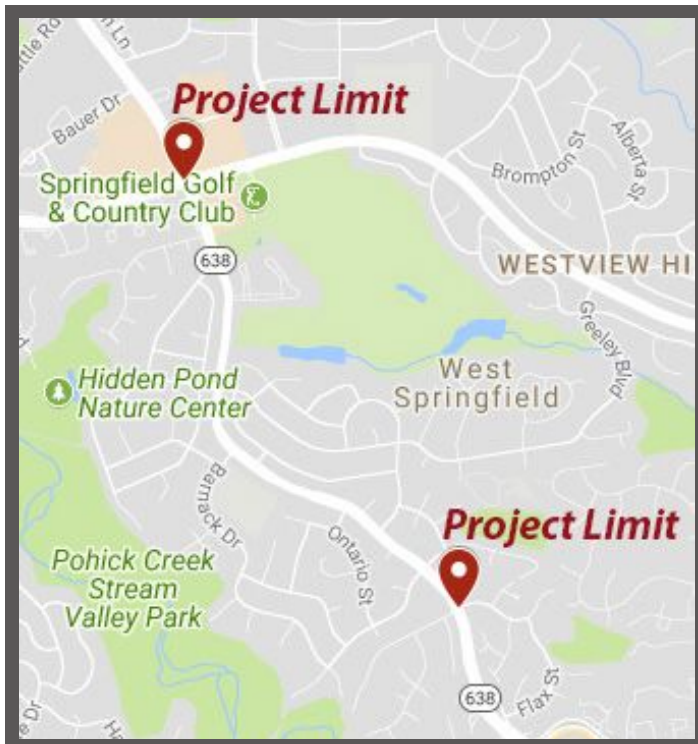 Project Limit
Bauer Dr
Brompton St
Alberta St
Springfield Golf
& Country Club
638
WESTVIEW HI
Greeley Blvd
Hidden Pond
Nature Center
West
Springfield
Barnack Dr
Ontario St
Project Limit
Pohick Creek
Stream
Valley Park
638
Flax St